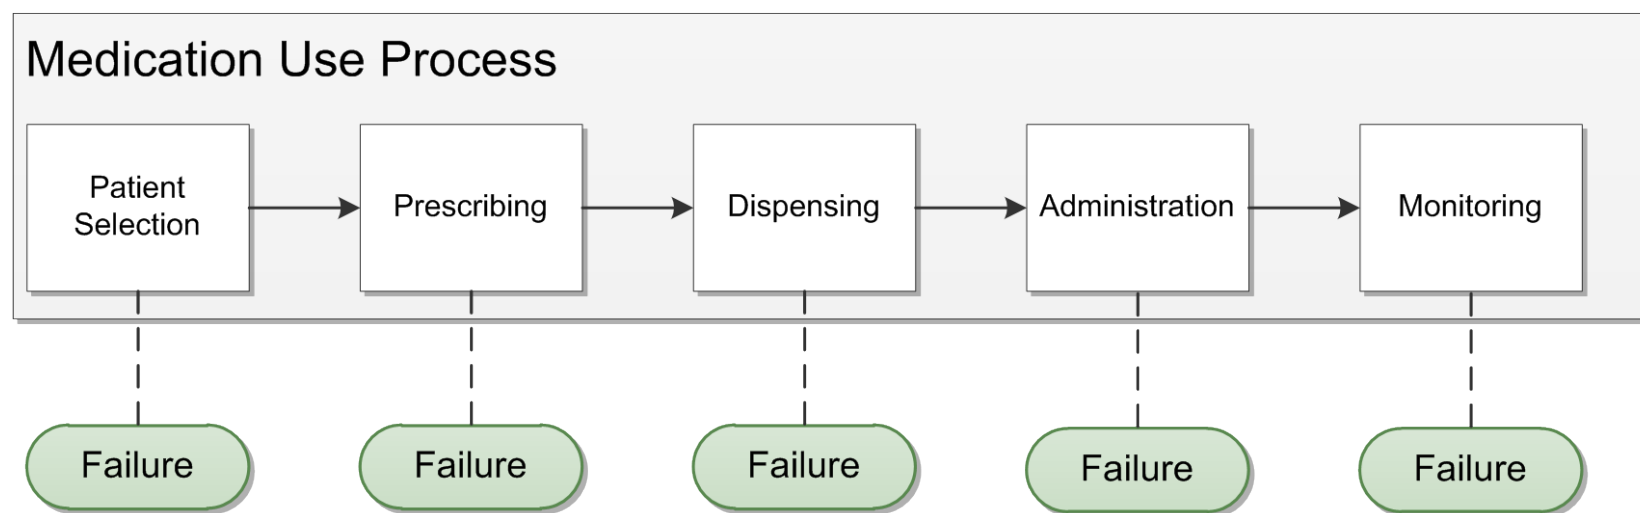 Medication Use Process
Patient
Selection
Prescribing
Dispensing
Administration
Monitoring
Failure
Failure
Failure
Failure
Failure